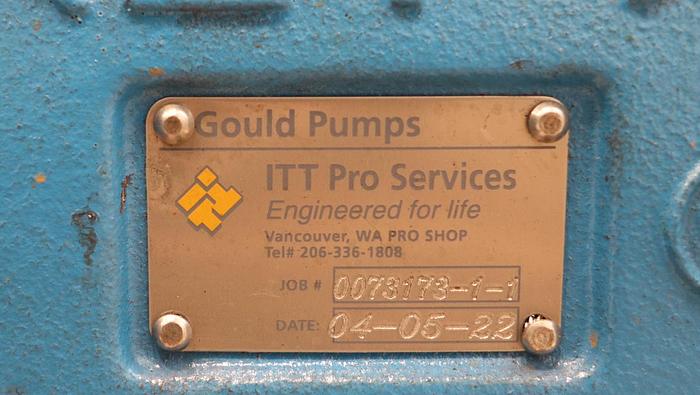 Gould Pumps
ITT Pro Services
Engineered for life
Vancouver, WA PRO SHOP
Tel# 206-336-1808
JOB # 0073173-1-1
DATE: 04-05-22